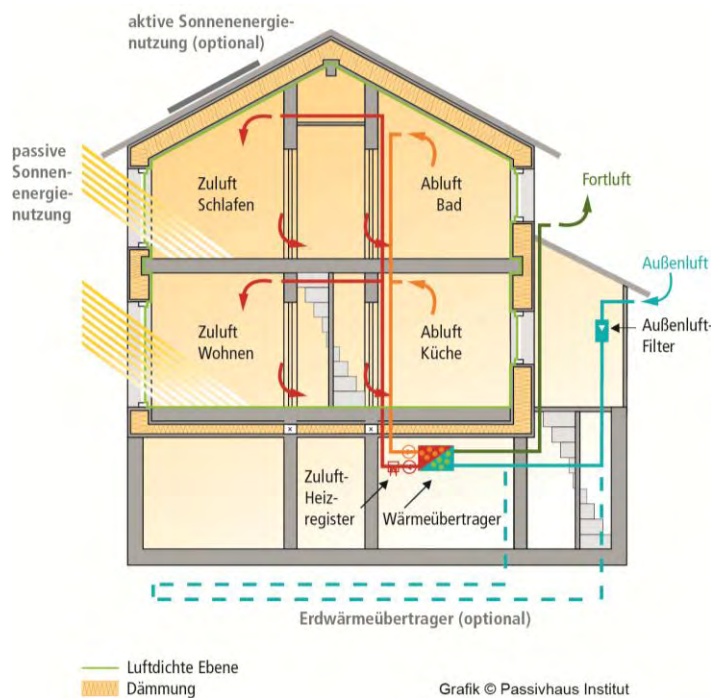 aktive Sonnenenergie-
nutzung (optional)
passive
Sonnen-
energie-
nutzung
Zuluft
Schlafen
Abluft
Bad
Fortluft
Außenluft
Zuluft
Wohnen
Abluft
Küche
Außenluft-
Filter
Zuluft-
Heiz-
register
Wärmeübertrager
Erdwärmeübertrager (optional)
Luftdichte Ebene
Dämmung
Grafik © Passivhaus Institut